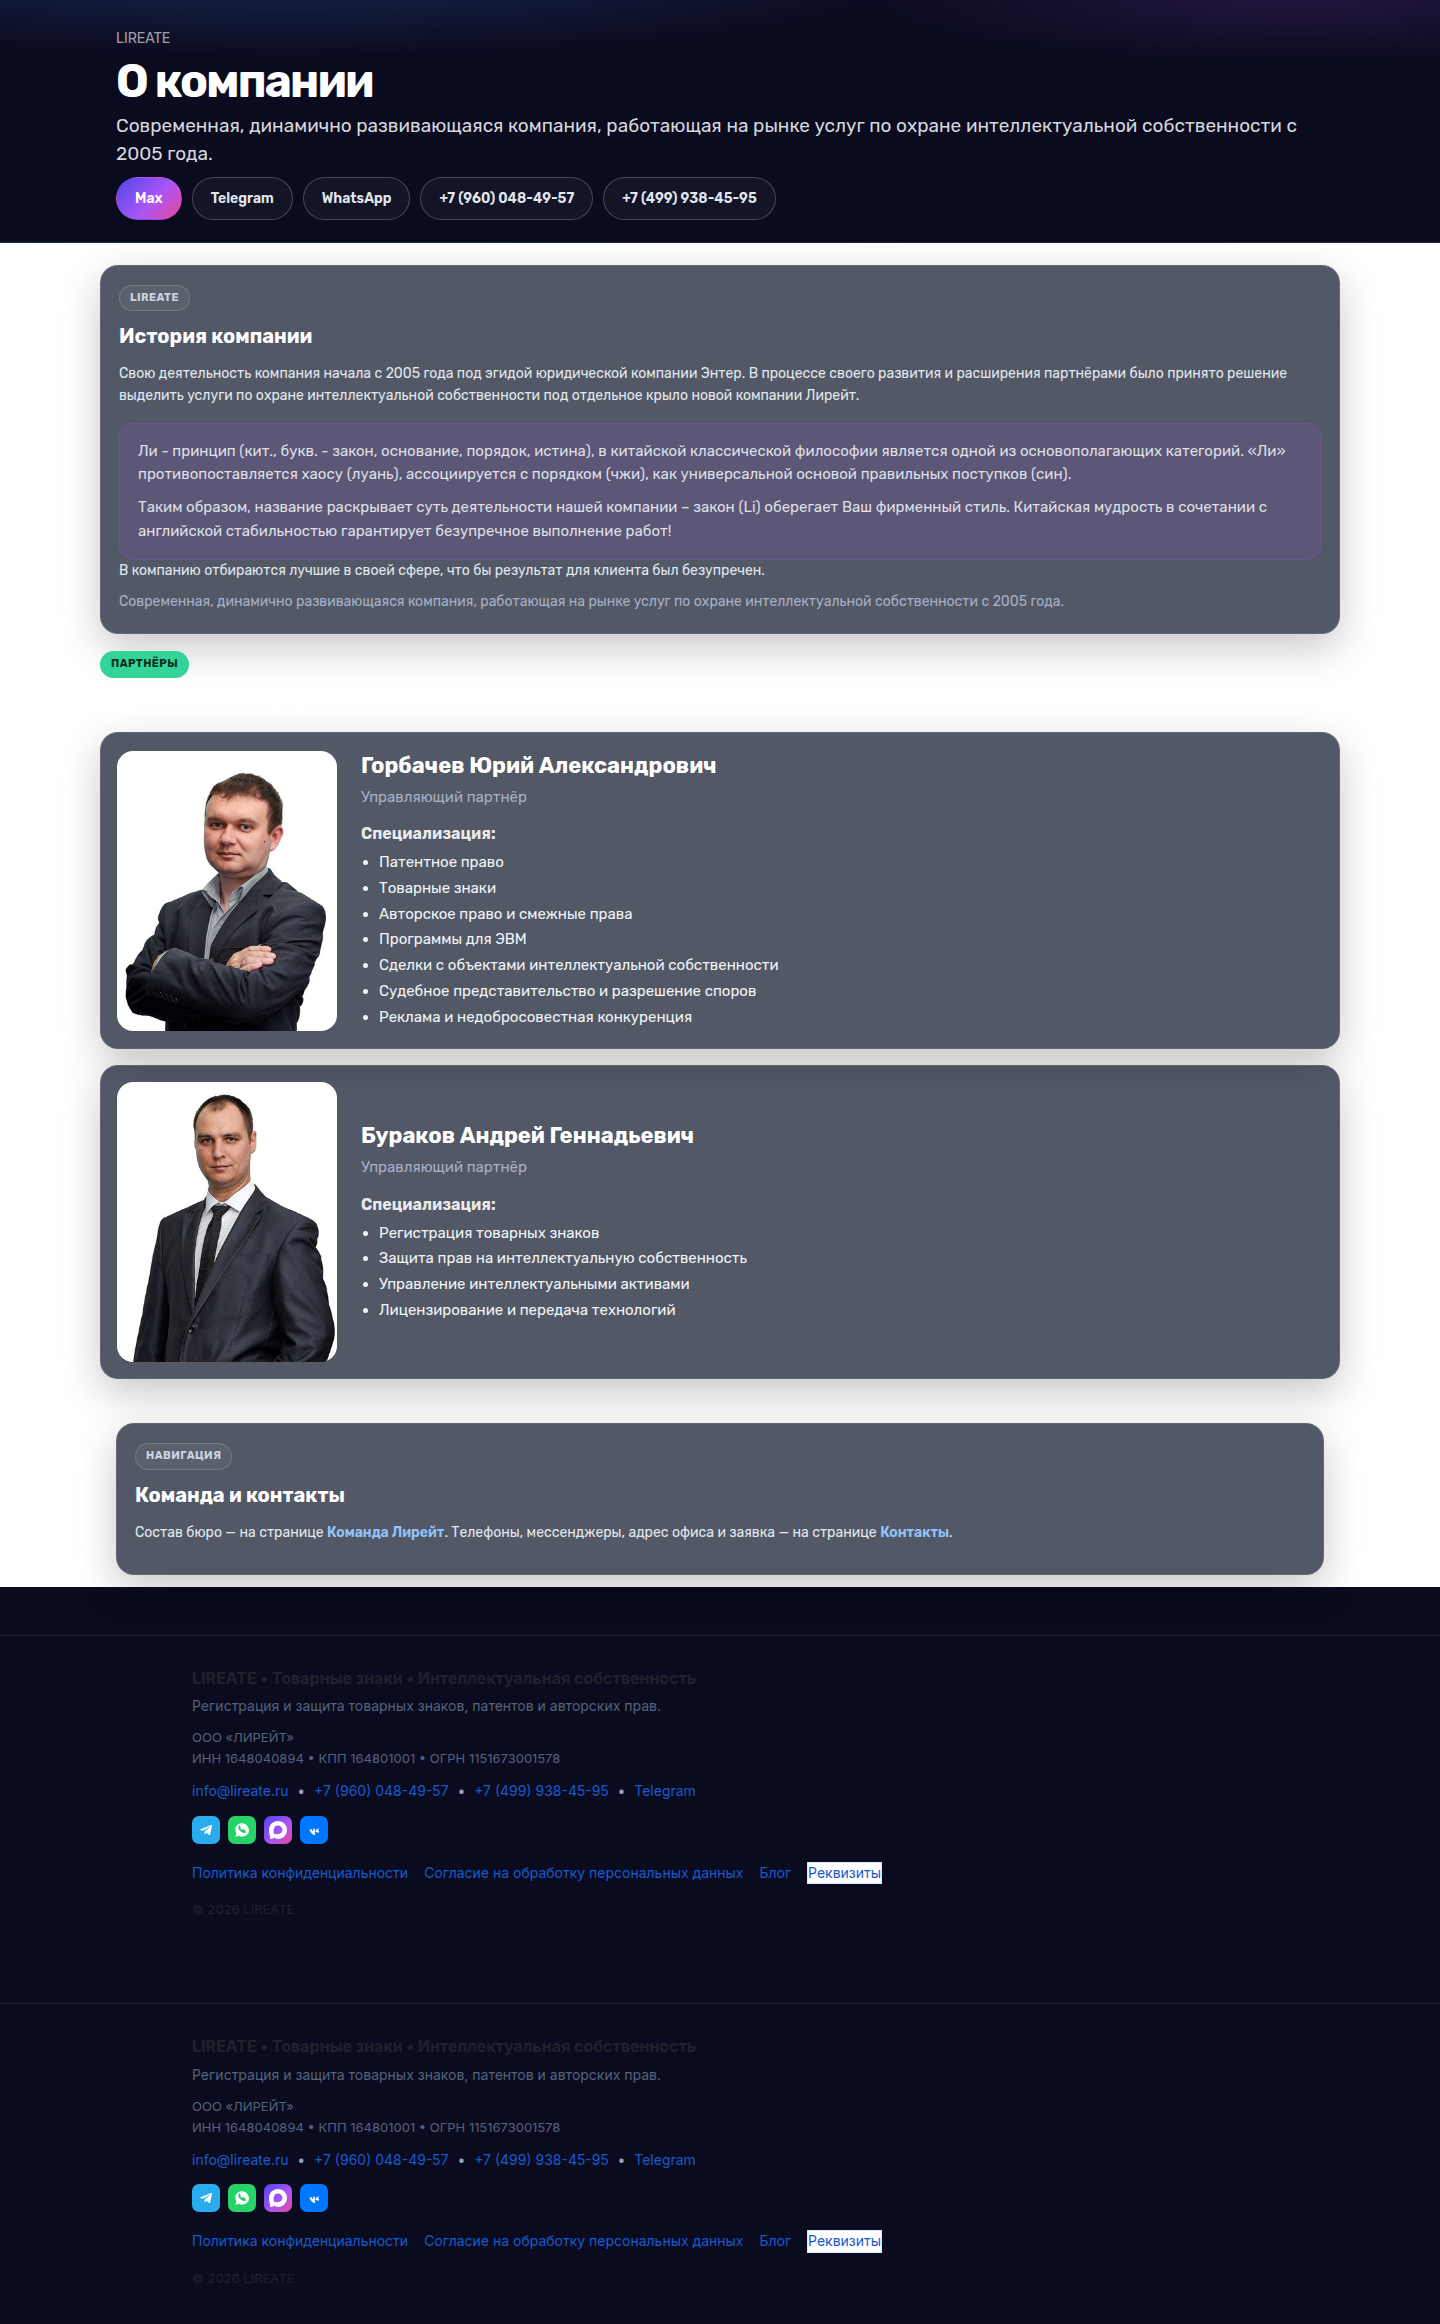 LIREATE
О компании
Современная, динамично развивающаяся компания, работающая на рынке услуг по охране интеллектуальной собственности с
2005 года.
Max
Telegram
WhatsApp
+7 (960) 048-49-57
+7 (499) 938-45-95
LIREATE
История компании
Свою деятельность компания начала с 2005 года под эгидой юридической компании Энтер. В процессе своего развития и расширения партнёрами было принято решение
выделить услуги по охране интеллектуальной собственности под отдельное крыло новой компании Лирейт.
Ли - принцип (кит., букв. - закон, основание, порядок, истина), в китайской классической философии является одной из основополагающих категорий. «Ли»
противопоставляется хаосу (луань), ассоциируется с порядком (чжи), как универсальной основой правильных поступков (син).
Таким образом, название раскрывает суть деятельности нашей компании – закон (Li) оберегает Ваш фирменный стиль. Китайская мудрость в сочетании с
английской стабильностью гарантирует безупречное выполнение работ!
В компанию отбираются лучшие в своей сфере, что бы результат для клиента был безупречен.
Современная, динамично развивающаяся компания, работающая на рынке услуг по охране интеллектуальной собственности с 2005 года.
ПАРТНЁРЫ
Горбачев Юрий Александрович
Управляющий партнёр
Специализация:
• Патентное право
• Товарные знаки
• Авторское право и смежные права
• Программы для ЭВМ
• Сделки с объектами интеллектуальной собственности
• Судебное представительство и разрешение споров
• Реклама и недобросовестная конкуренция
Бураков Андрей Геннадьевич
Управляющий партнёр
Специализация:
• Регистрация товарных знаков
• Защита прав на интеллектуальную собственность
• Управление интеллектуальными активами
• Лицензирование и передача технологий
НАВИГАЦИЯ
Команда и контакты
Состав бюро — на странице Команда Лирейт. Телефоны, мессенджеры, адрес офиса и заявка — на странице Контакты.
LIREATE • Товарные знаки • Интеллектуальная собственность
Регистрация и защита товарных знаков, патентов и авторских прав.
ООО «ЛИРЕЙТ»
ИНН 1648040894 • КПП 164801001 • ОГРН 1151673001578
info@lireate.ru • +7 (960) 048-49-57 • +7 (499) 938-45-95 • Telegram
Политика конфиденциальности Согласие на обработку персональных данных Блог Реквизиты
© 2026 LIREATE
LIREATE • Товарные знаки • Интеллектуальная собственность
Регистрация и защита товарных знаков, патентов и авторских прав.
ООО «ЛИРЕЙТ»
ИНН 1648040894 • КПП 164801001 • ОГРН 1151673001578
info@lireate.ru • +7 (960) 048-49-57 • +7 (499) 938-45-95 • Telegram
Политика конфиденциальности Согласие на обработку персональных данных Блог Реквизиты
© 2026 LIREATE